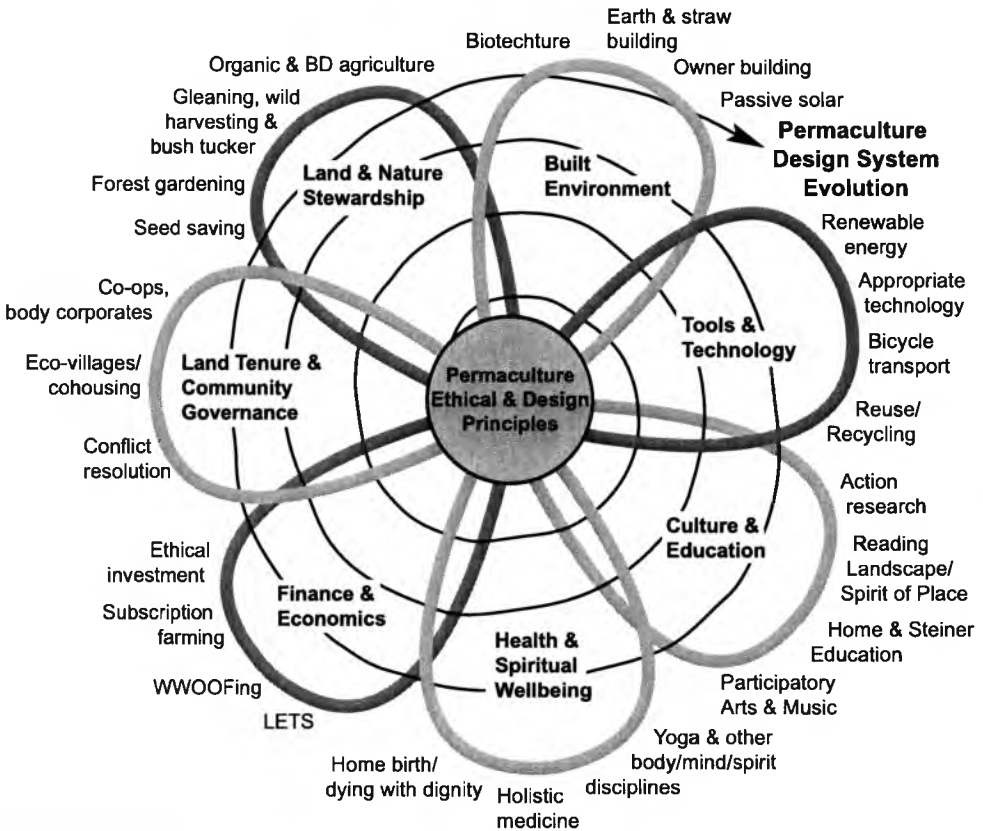 Biotechture
Earth & straw
building
Owner building
Passive solar
Permaculture
Design System
Evolution
Organic & BD agriculture
Gleaning, wild
harvesting &
bush tucker
Forest gardening
Seed saving
Land & Nature
Stewardship
Built
Environment
Renewable
energy
Appropriate
technology
Bicycle
transport
Reuse/
Recycling
Tools &
Technology
Co-ops,
body corporates
Eco-villages/
cohousing
Conflict
resolution
Land Tenure &
Community
Governance
Permaculture
Ethical & Design
Principles
Action
research
Reading
Landscape/
Spirit of Place
Home & Steiner
Education
Participatory
Arts & Music
Culture &
Education
Ethical
investment
Subscription
farming
WWOOFing
LETS
Finance &
Economics
Health &
Spiritual
Wellbeing
Home birth/
dying with dignity
Holistic
medicine
Yoga & other
body/mind/spirit
disciplines